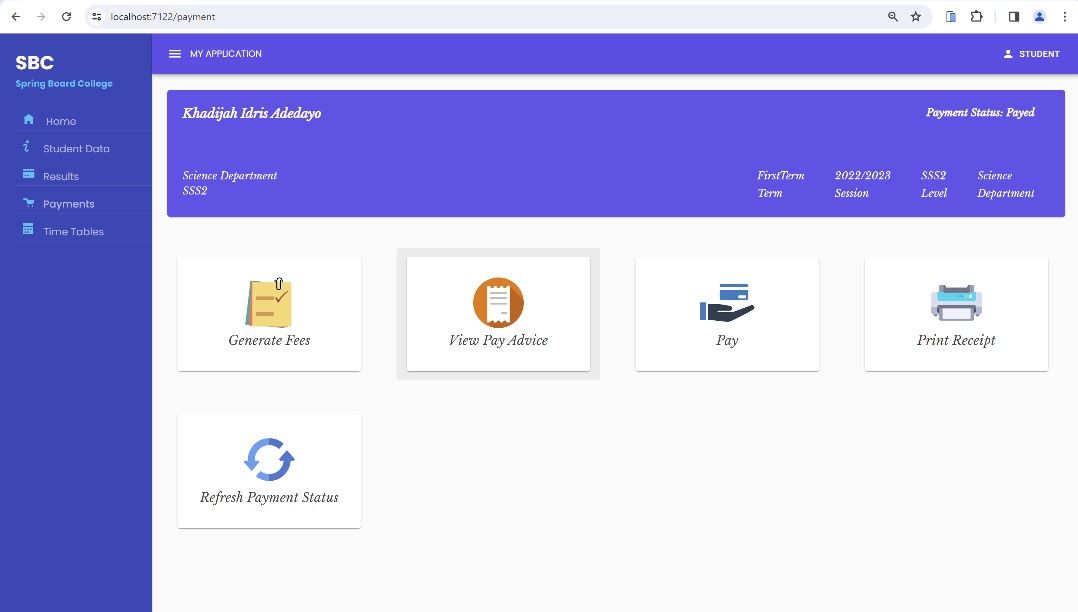 localhost:7122/payment
SBC
Spring Board College
Home
Student Data
Results
Payments
Time Tables
MY APPLICATION
STUDENT
Khadijah Idris Adedayo
Payment Status: Payed
Science Department
SSS2
FirstTerm
Term
2022/2023
Session
SSS2
Level
Science
Department
Generate Fees
View Pay Advice
Pay
Print Receipt
Refresh Payment Status